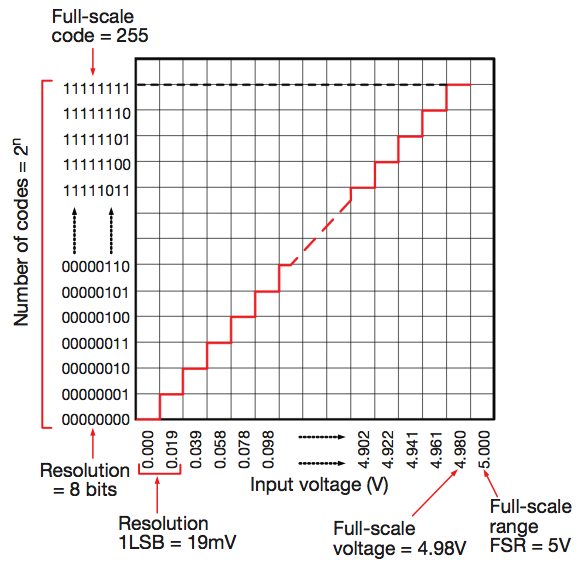 Full-scale
code = 255
11111111
11111110
11111101
11111100
11111011
00000110
00000101
00000100
00000011
00000010
00000001
00000000
Number of codes = 2ⁿ
0.000
0.019
0.039
0.058
0.078
0.098
4.902
4.922
4.941
4.961
4.980
5.000
Input voltage (V)
Resolution
= 8 bits
Resolution
1LSB = 19mV
Full-scale
voltage = 4.98V
Full-scale
range
FSR = 5V